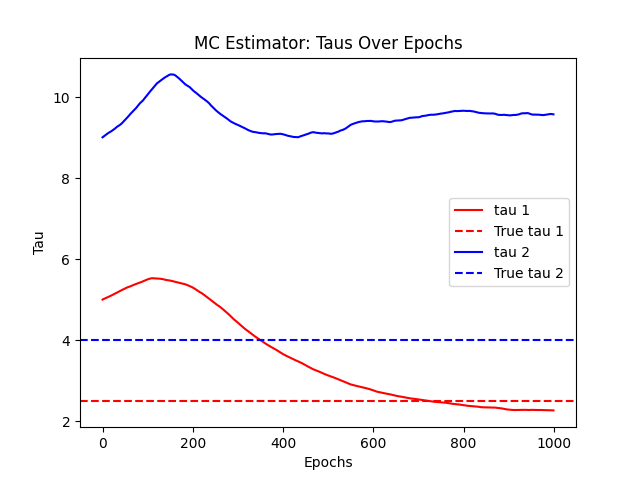 MC Estimator: Taus Over Epochs
Tau
10
8
6
4
2
tau 1
True tau 1
tau 2
True tau 2
0 200 400 600 800 1000
Epochs